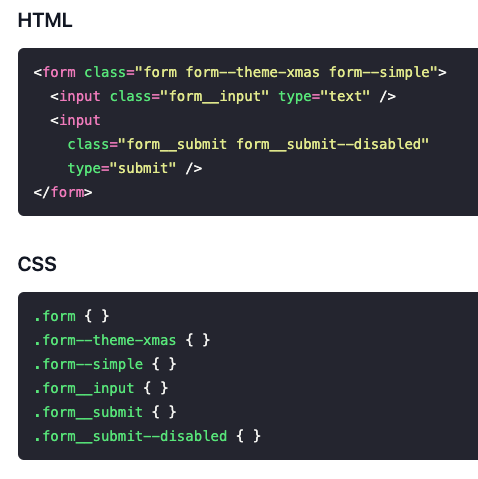 HTML
<form class="form form--theme-xmas form--simple">
  <input class="form__input" type="text" />
  <input
    class="form__submit form__submit--disabled"
    type="submit" />
</form>
CSS
.form { }
.form--theme-xmas { }
.form--simple { }
.form__input { }
.form__submit { }
.form__submit--disabled { }